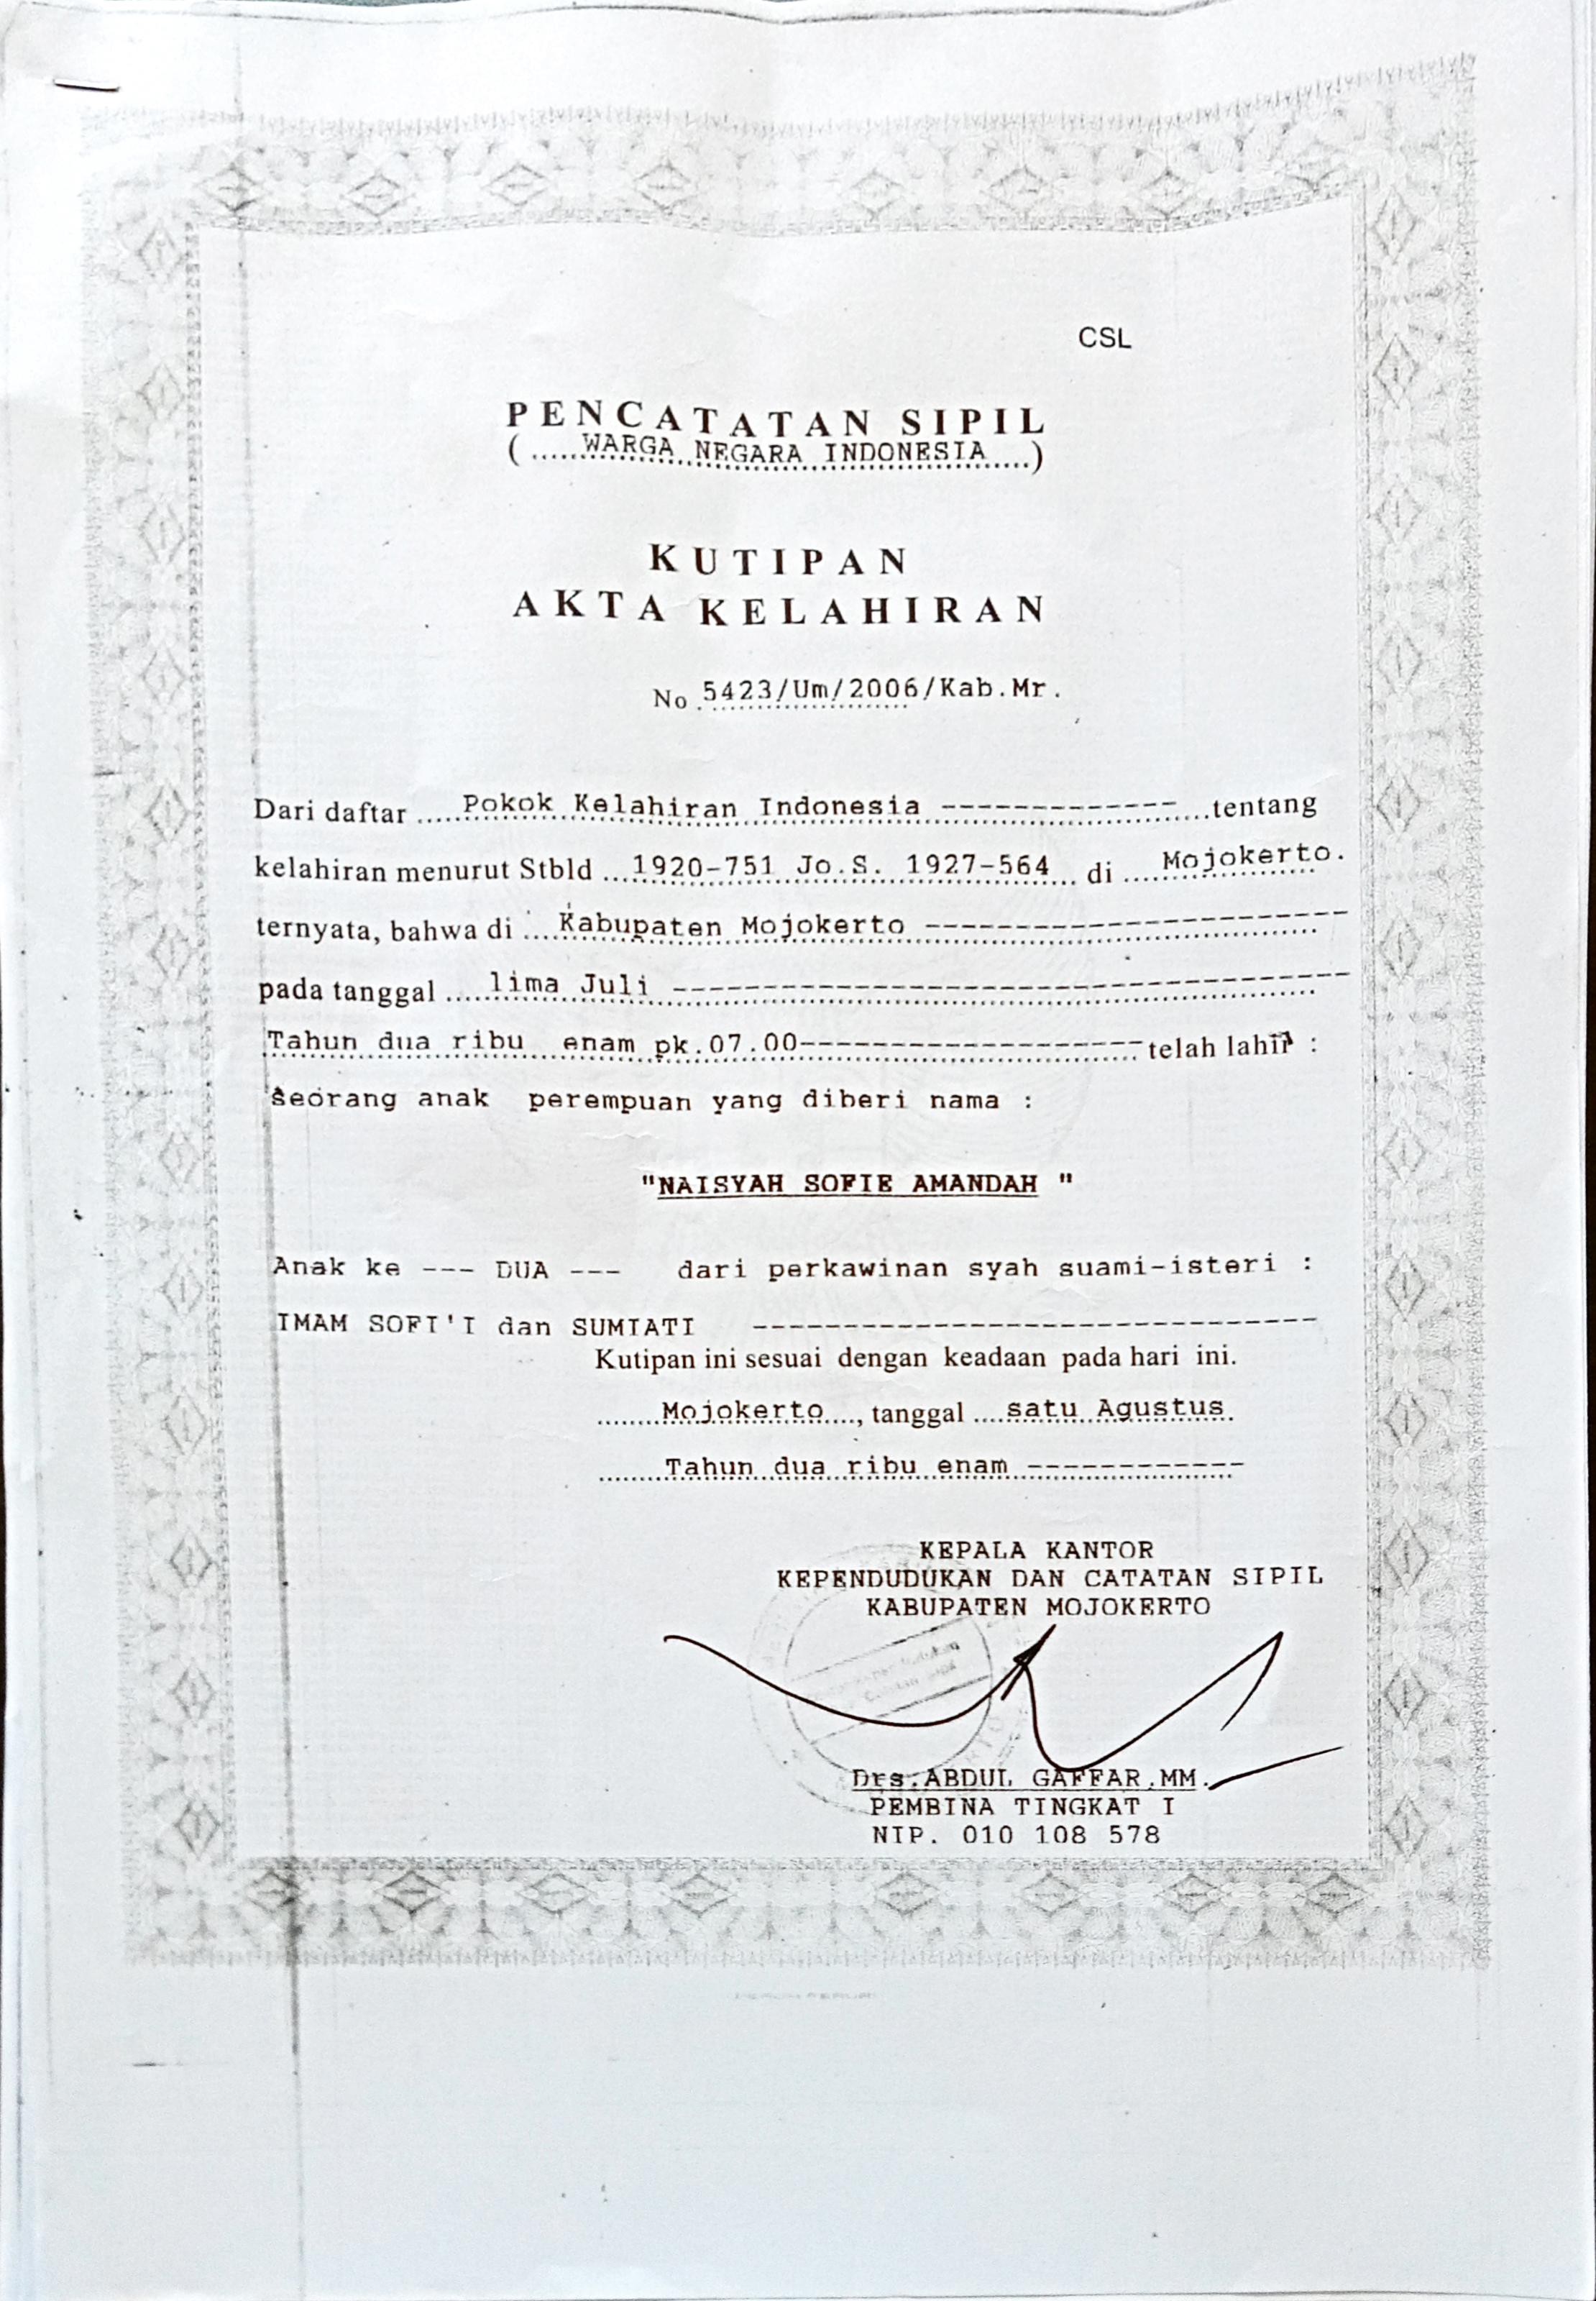 CSL
PENCATATAN SIPIL
(.....WARGA NEGARA INDONESIA.....)
KUTIPAN
AKTA KELAHIRAN
No. 5423/Um/2006/Kab.Mr.
Dari daftar .....Pokok Kelahiran Indonesia -------------...tentang
kelahiran menurut Stbld ...1920-751 Jo.S. 1927-564... di .....Mojokerto.
ternyata, bahwa di ....Kabupaten Mojokerto -----------------------
pada tanggal .....lima Juli -------------------------------------
Tahun dua ribu enam pk.07.00------------------- telah lahir :
Seorang anak perempuan yang diberi nama :
"NAISYAH SOFIE AMANDAH "
Anak ke --- DUA --- dari perkawinan syah suami-isteri :
IMAM SOFI'I dan SUMIATI -------------------------------
Kutipan ini sesuai dengan keadaan pada hari ini.
.......Mojokerto...., tanggal ....satu Agustus.
.......Tahun dua ribu enam ------------
KEPALA KANTOR
KEPENDUDUKAN DAN CATATAN SIPIL
KABUPATEN MOJOKERTO
Drs.ABDUL GAFFAR.MM.
PEMBINA TINGKAT I
NIP. 010 108 578